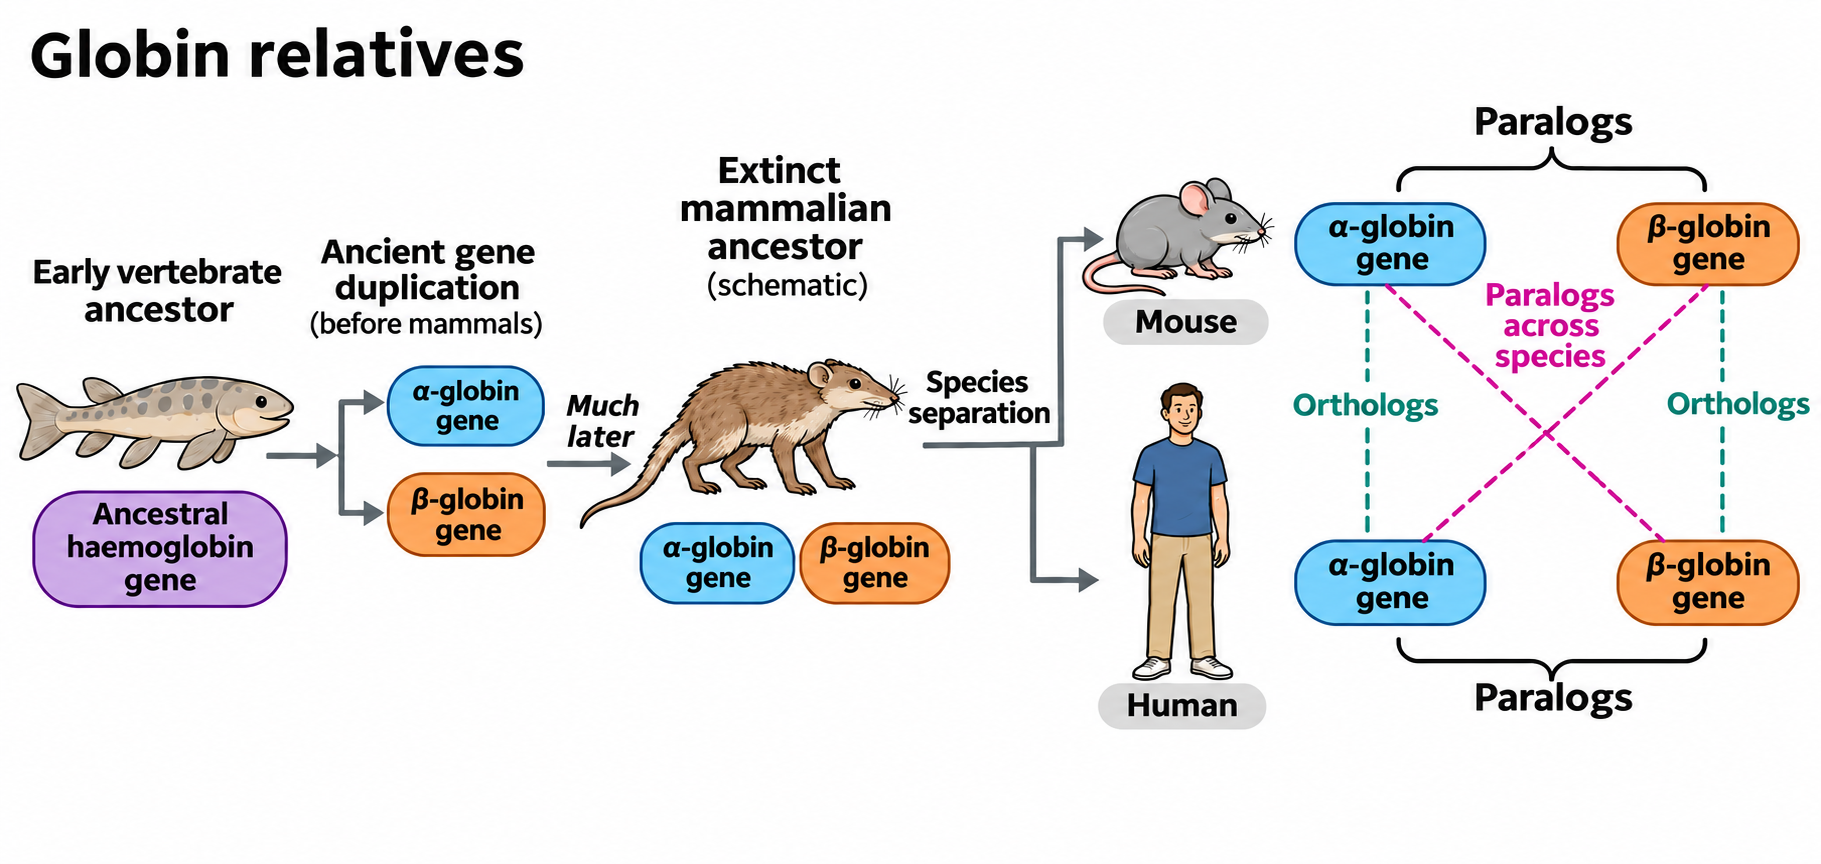 Globin relatives
Early vertebrate
ancestor
Ancestral
haemoglobin
gene
Ancient gene
duplication
(before mammals)
α-globin
gene
β-globin
gene
Much
later
Extinct
mammalian
ancestor
(schematic)
α-globin
gene
β-globin
gene
Species
separation
Mouse
Human
Paralogs
α-globin
gene
β-globin
gene
Paralogs
across
species
Orthologs
Orthologs
α-globin
gene
β-globin
gene
Paralogs